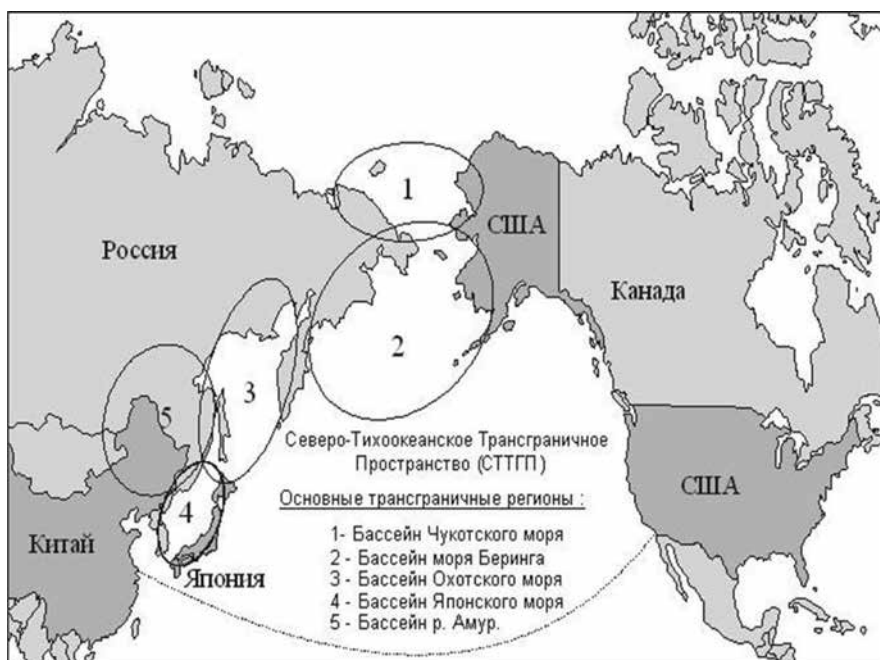 1
США
Россия
Канада
2
3
5
Северо-Тихоокеанское Трансграничное
Пространство (СТТГП)
США
Основные трансграничные регионы :
4
Китай
1- Бассейн Чукотского моря
2 - Бассейн моря Беринга
Япония
3 - Бассейн Охотского моря
4 - Бассейн Японского моря
5 - Бассейн р. Амур.